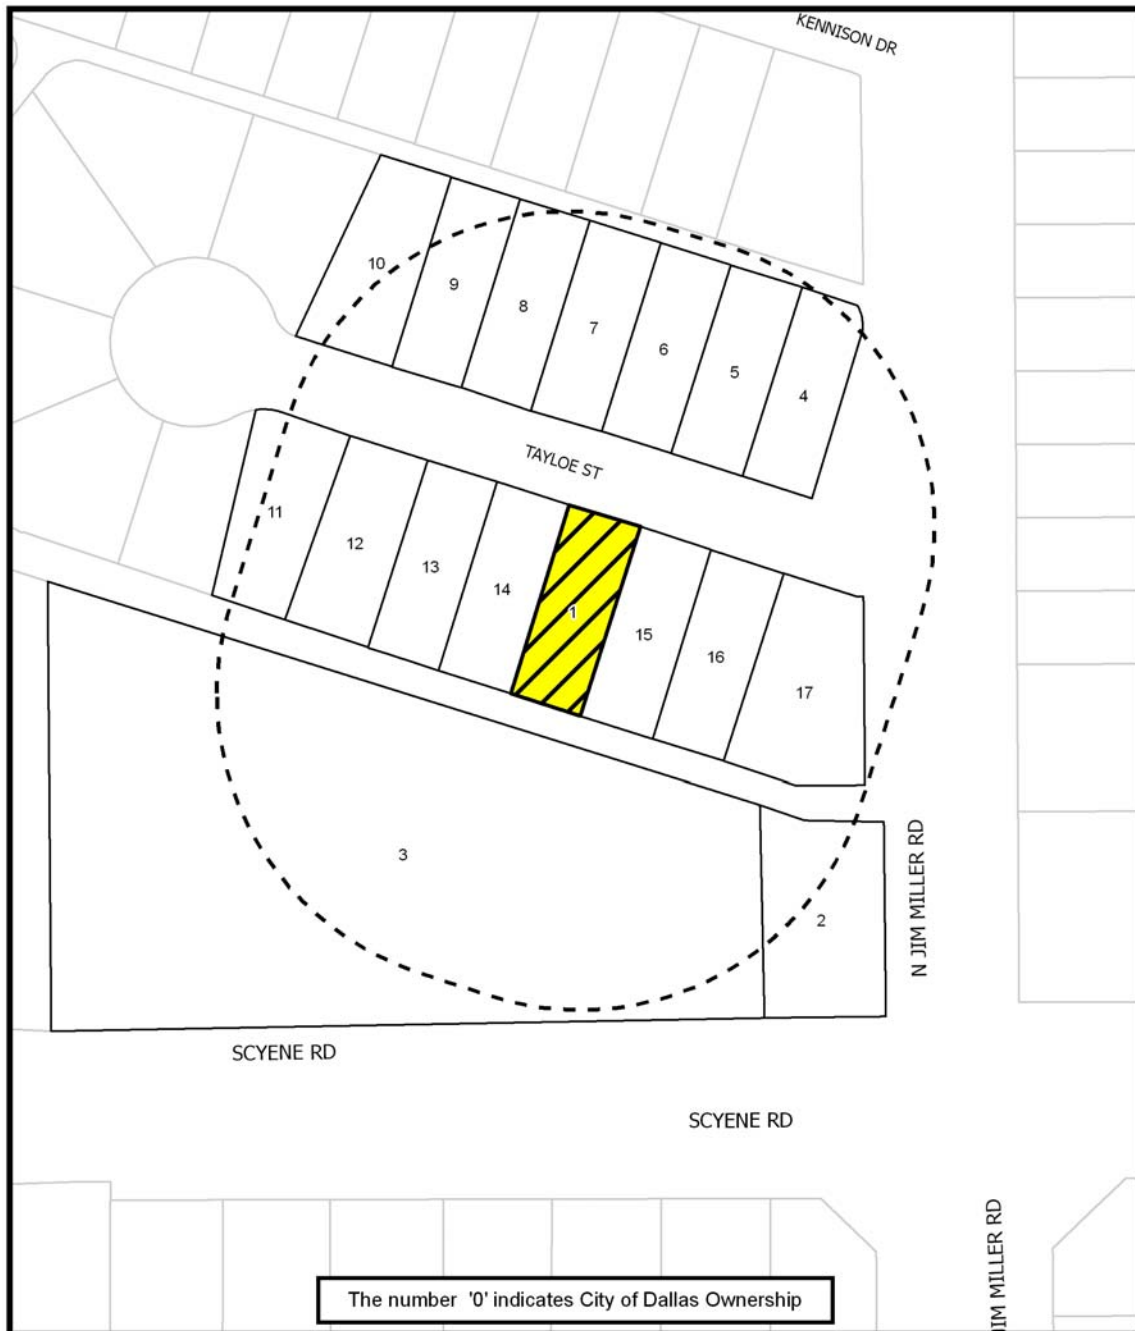 KENNISON DR
10
9
8
7
6
5
4
TAYLOE ST
11
12
13
14
1
15
16
17
3
2
N JIM MILLER RD
SCYENE RD
SCYENE RD
JIM MILLER RD
The number '0' indicates City of Dallas Ownership